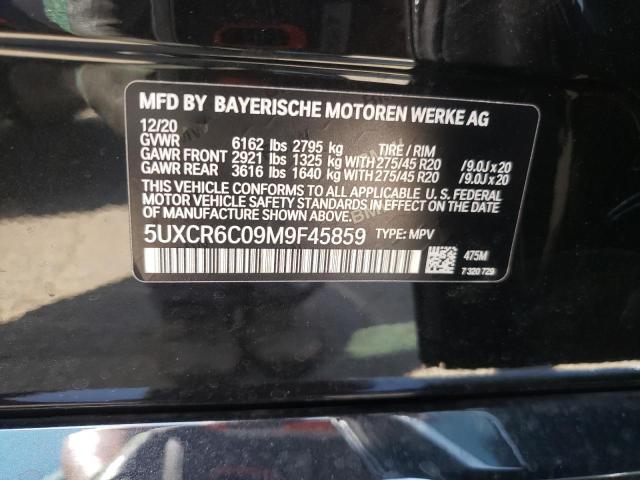 MFD BY BAYERISCHE MOTOREN WERKE AG
12/20
GVWR 6162 lbs 2795 kg TIRE / RIM
GAWR FRONT 2921 lbs 1325 kg WITH 275/45 R20 /9.0J x 20
GAWR REAR 3616 lbs 1640 kg WITH 275/45 R20 /9.0J x 20
THIS VEHICLE CONFORMS TO ALL APPLICABLE U.S. FEDERAL
MOTOR VEHICLE SAFETY STANDARDS IN EFFECT ON THE
DATE OF MANUFACTURE SHOWN ABOVE.
5UXCR6C09M9F45859 TYPE: MPV
475M
7 320 729